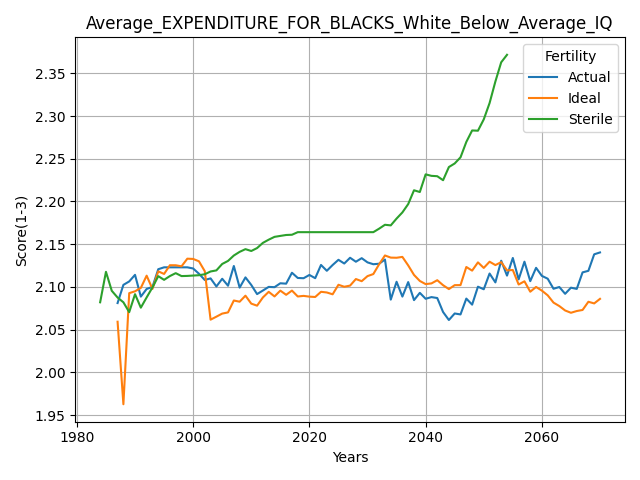 Average_EXPENDITURE_FOR_BLACKS_White_Below_Average_IQ
Fertility
Actual
Ideal
Sterile
Score(1-3)
2.35
2.30
2.25
2.20
2.15
2.10
2.05
2.00
1.95
1980
2000
2020
2040
2060
Years